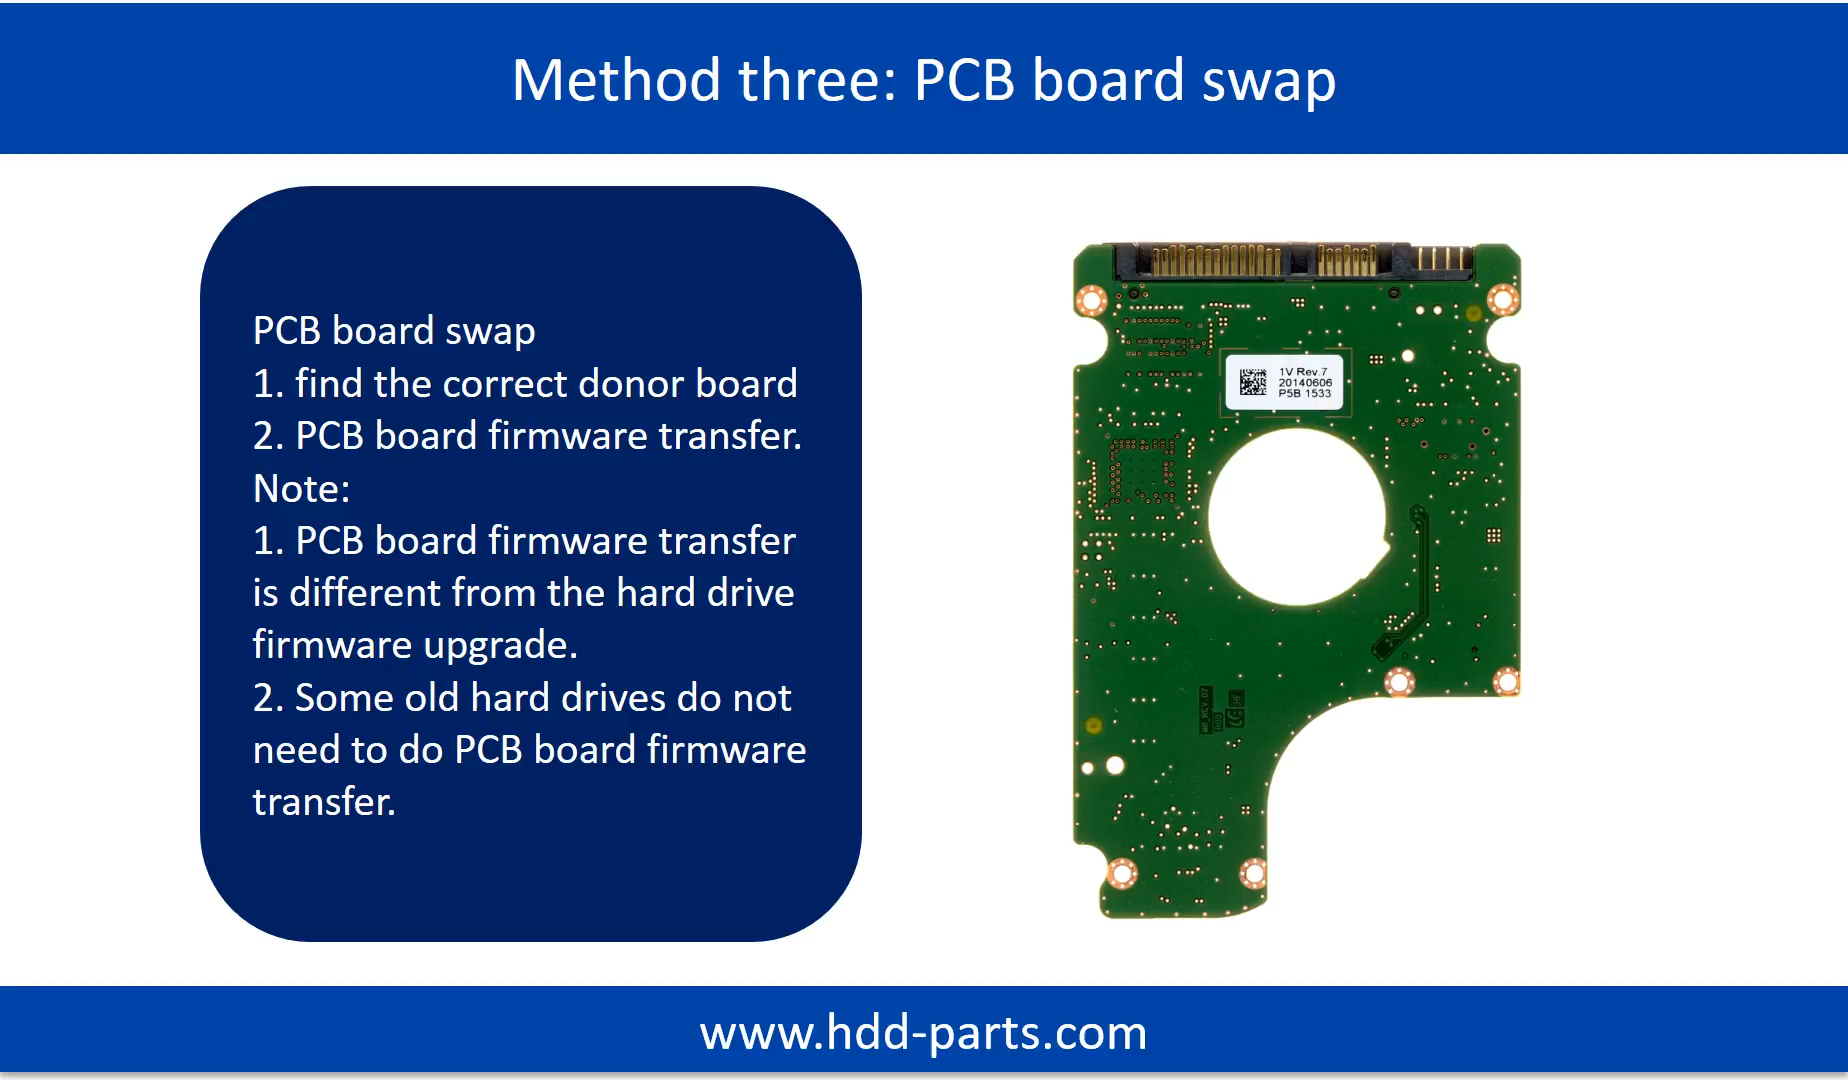 Method three: PCB board swap
PCB board swap
1. find the correct donor board
2. PCB board firmware transfer.
Note:
1. PCB board firmware transfer
is different from the hard drive
firmware upgrade.
2. Some old hard drives do not
need to do PCB board firmware
transfer.
1V Rev.7
20140606
P5B 1533
www.hdd-parts.com